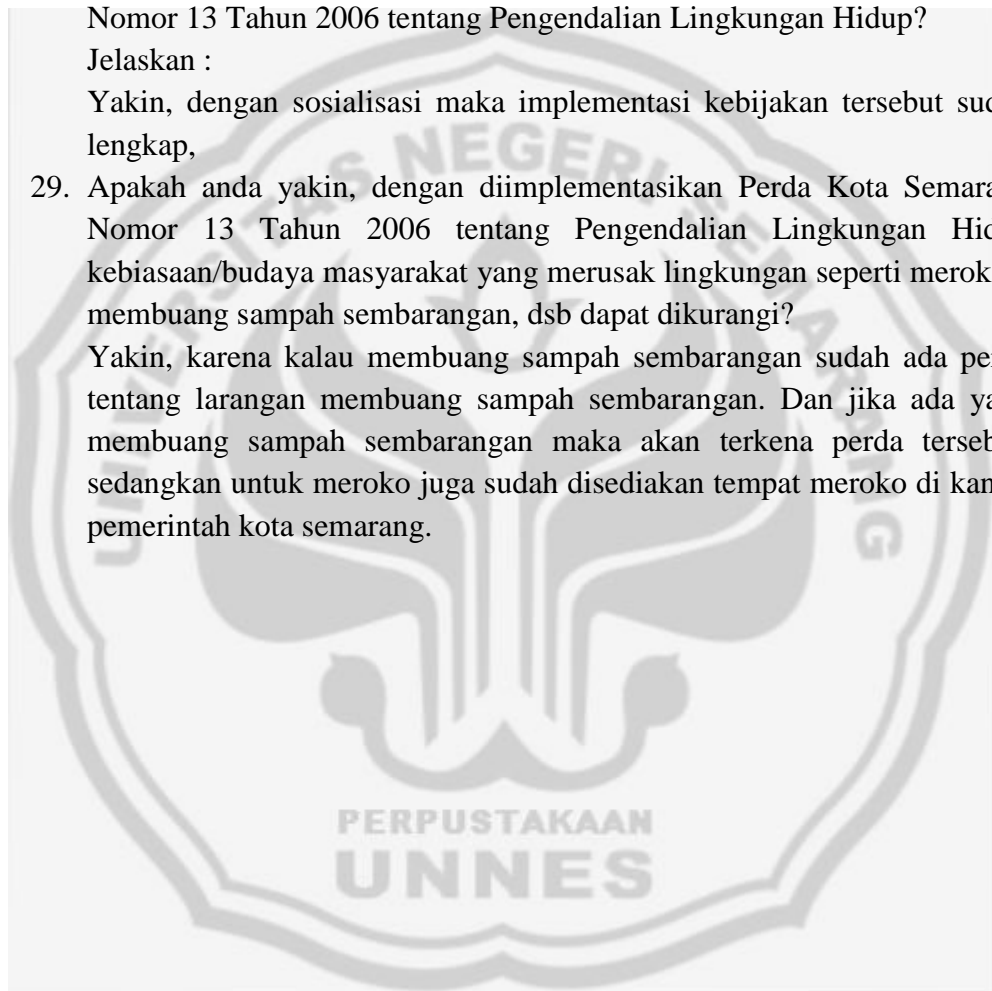 Nomor 13 Tahun 2006 tentang Pengendalian Lingkungan Hidup?
Jelaskan :
Yakin, dengan sosialisasi maka implementasi kebijakan tersebut
lengkap,
29. Apakah anda yakin, dengan diimplementasikan Perda Kota
Nomor 13 Tahun 2006 tentang Pengendalian Lingkungan
kebiasaan/budaya masyarakat yang merusak lingkungan seperti
membuang sampah sembarangan, dsb dapat dikurangi?
Yakin, karena kalau membuang sampah sembarangan sudah ada
tentang larangan membuang sampah sembarangan. Dan jika ada
membuang sampah sembarangan maka akan terkena perda
sedangkan untuk meroko juga sudah disediakan tempat meroko di
pemerintah kota semarang.
UNIVERSITAS NEGERI SEMARANG
PERPUSTAKAAN
UNNES